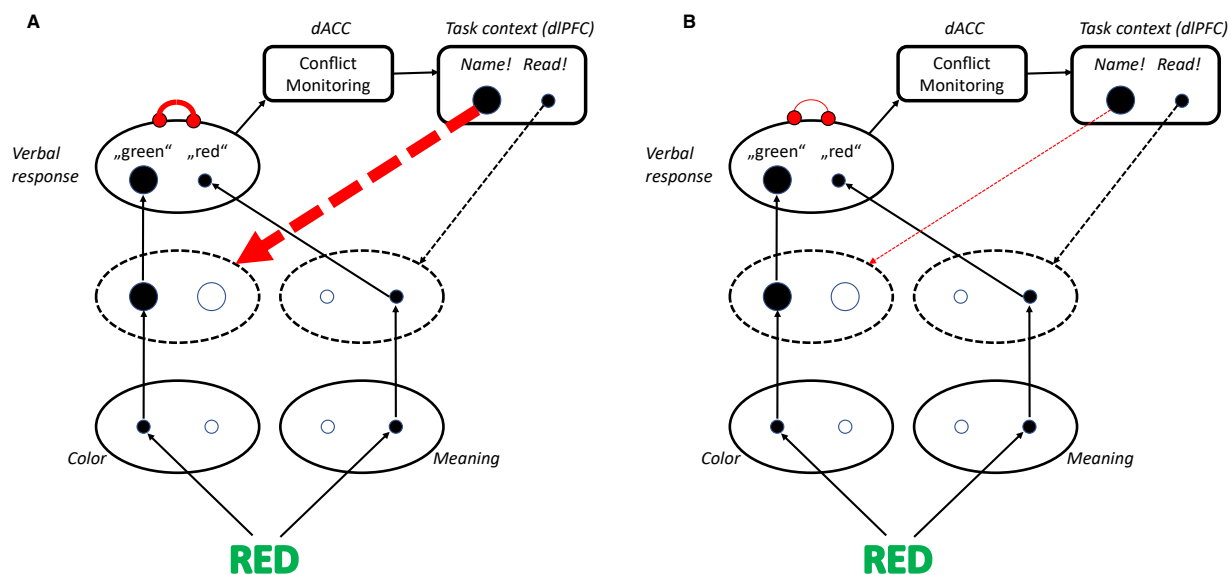 A
dACC
Task context (dlPFC)
Conflict
Monitoring
Name! Read!
„green“ „red“
Verbal
response
Color
Meaning
RED
B
dACC
Task context (dlPFC)
Conflict
Monitoring
Name! Read!
„green“ „red“
Verbal
response
Color
Meaning
RED